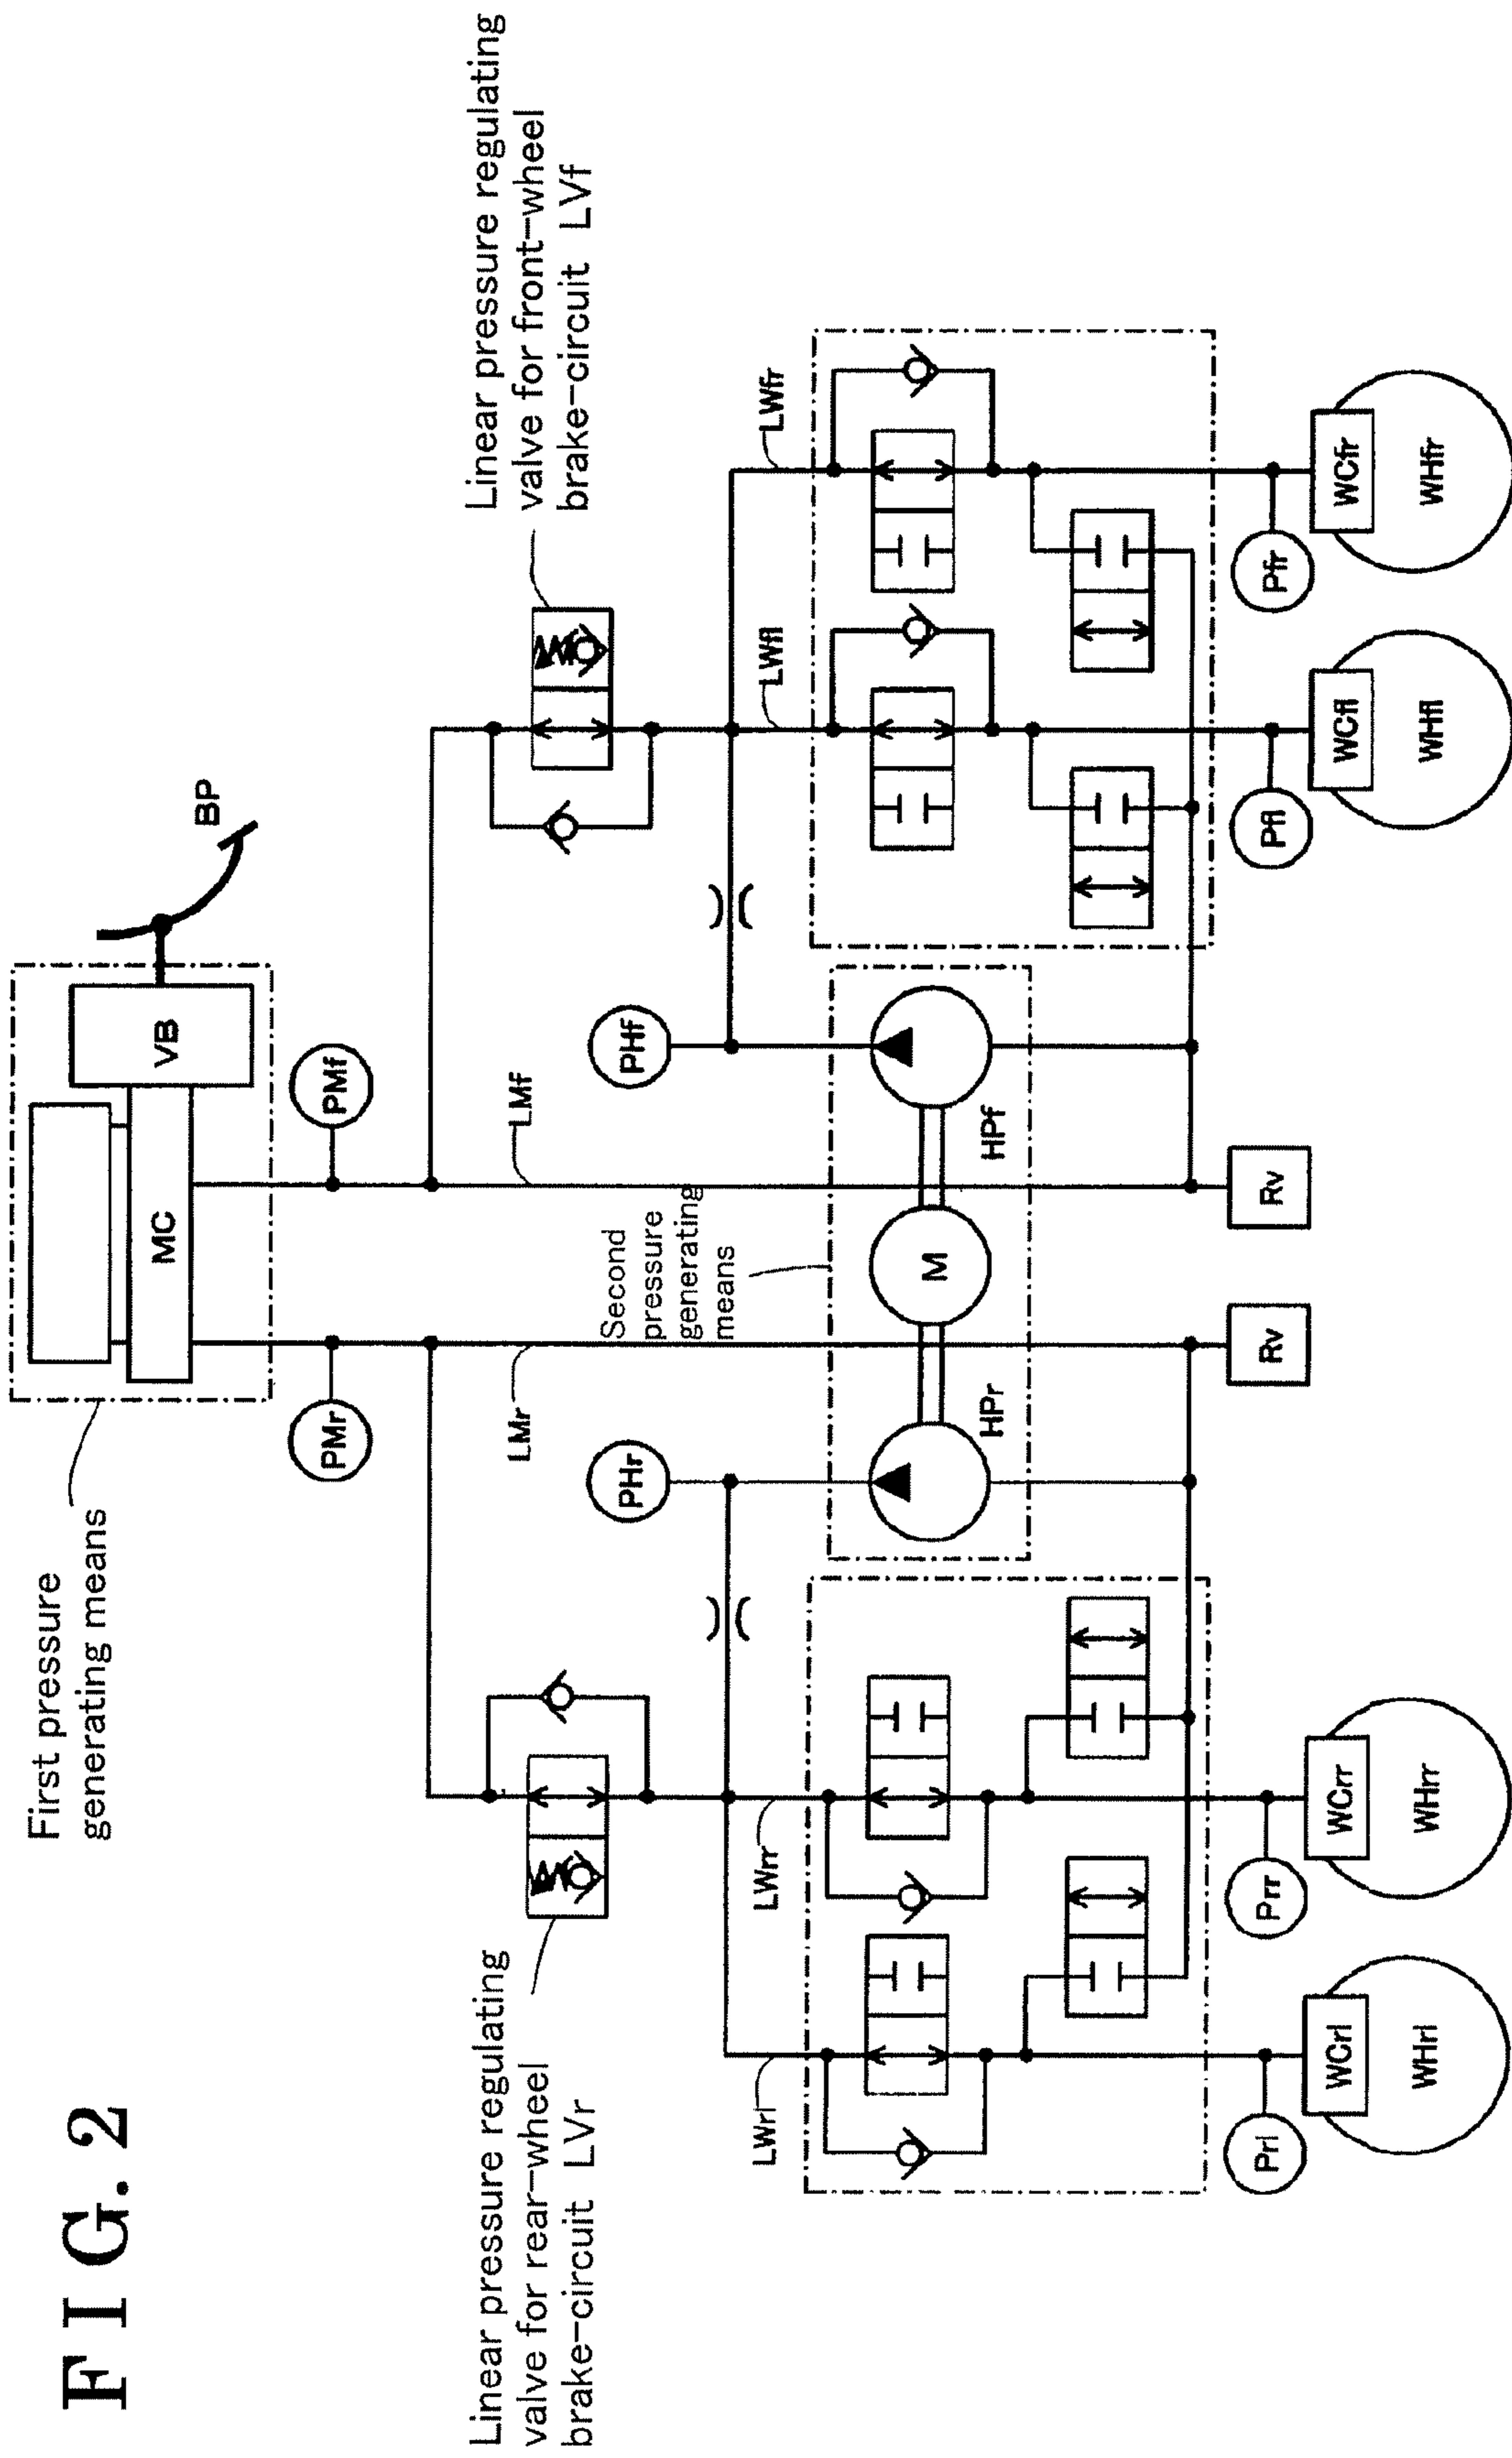 FIG. 2
First pressure
generating means
MC
VB
BP
PMr
PMf
LMr
LMf
Linear pressure regulating
valve for rear-wheel
brake-circuit LVr
Linear pressure regulating
valve for front-wheel
brake-circuit LVf
Second
pressure
generating
means
PHr
PHf
LWrl
LWrr
LWfl
LWfr
HPr
M
HPf
Prl
Prr
Rv
Rv
Pfl
Pfr
WCrl
WCrr
WCfl
WCfr
WHrl
WHrr
WHfl
WHfr